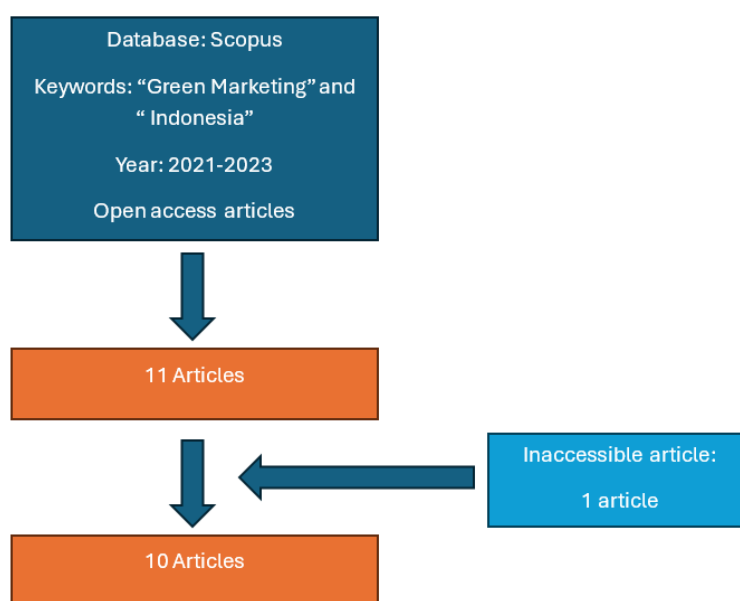 Database: Scopus
Keywords: “Green Marketing” and
“ Indonesia”
Year: 2021-2023
Open access articles
11 Articles
Inaccessible article:
1 article
10 Articles